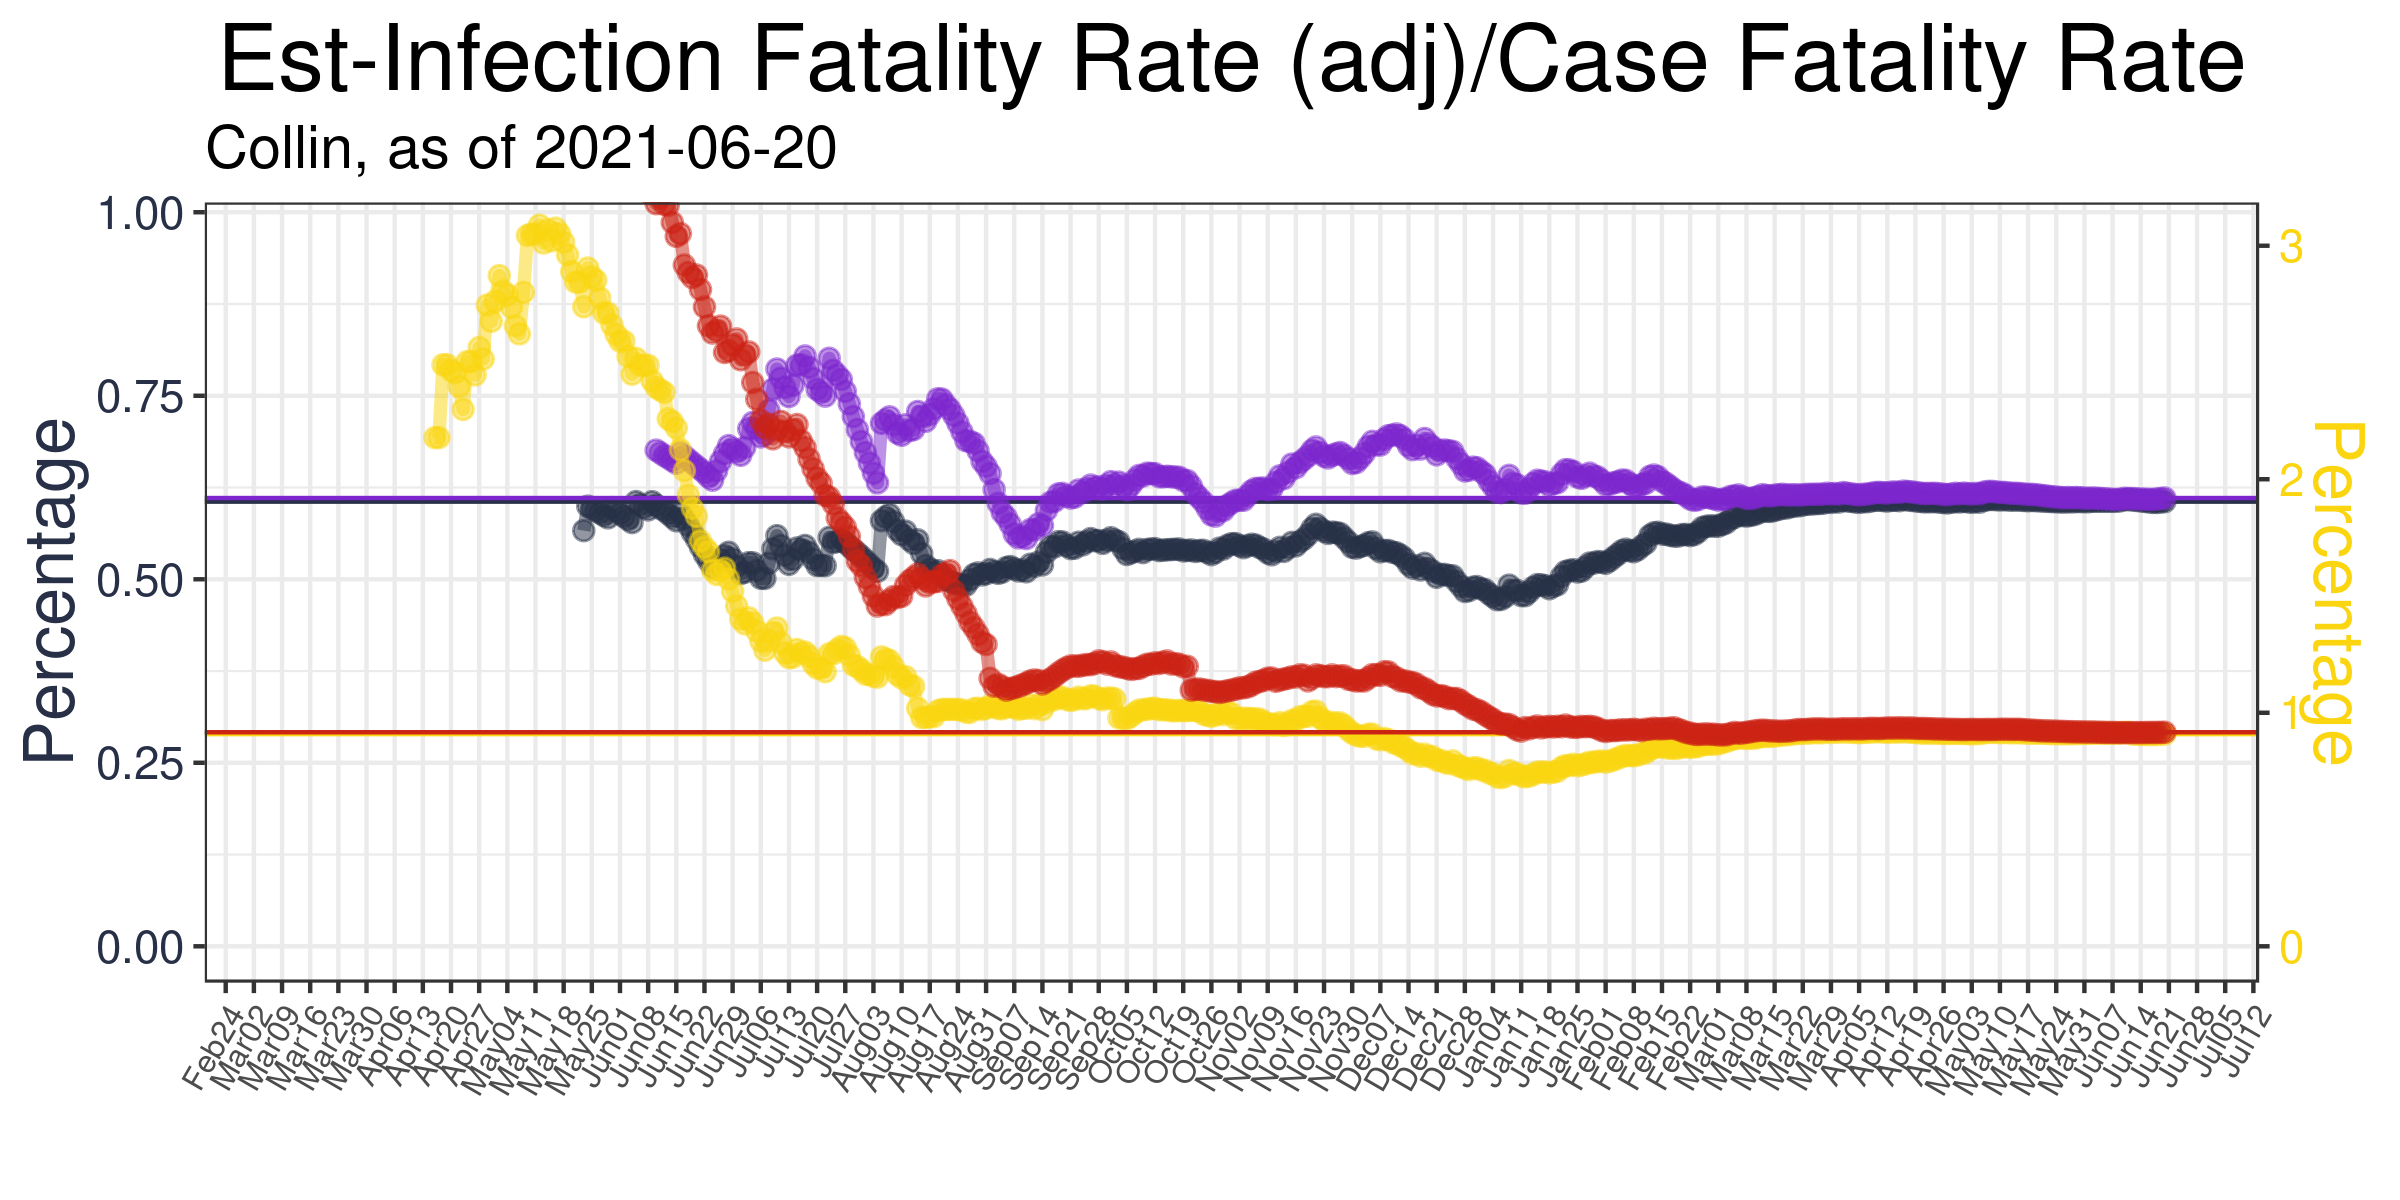 Est-Infection Fatality Rate (adj)/Case Fatality Rate
Collin, as of 2021-06-20
Percentage
1.00
0.75
0.50
0.25
0.00
3
2
1
0
Percentage
Feb24
Mar02
Mar09
Mar16
Mar23
Mar30
Apr06
Apr13
Apr20
Apr27
May04
May11
May18
May25
Jun01
Jun08
Jun15
Jun22
Jun29
Jul06
Jul13
Jul20
Jul27
Aug03
Aug10
Aug17
Aug24
Aug31
Sep07
Sep14
Sep21
Sep28
Oct05
Oct12
Oct19
Oct26
Nov02
Nov09
Nov16
Nov23
Nov30
Dec07
Dec14
Dec21
Dec28
Jan04
Jan11
Jan18
Jan25
Feb01
Feb08
Feb15
Feb22
Mar01
Mar08
Mar15
Mar22
Mar29
Apr05
Apr12
Apr19
Apr26
May03
May10
May17
May24
May31
Jun07
Jun14
Jun21
Jun28
Jul05
Jul12